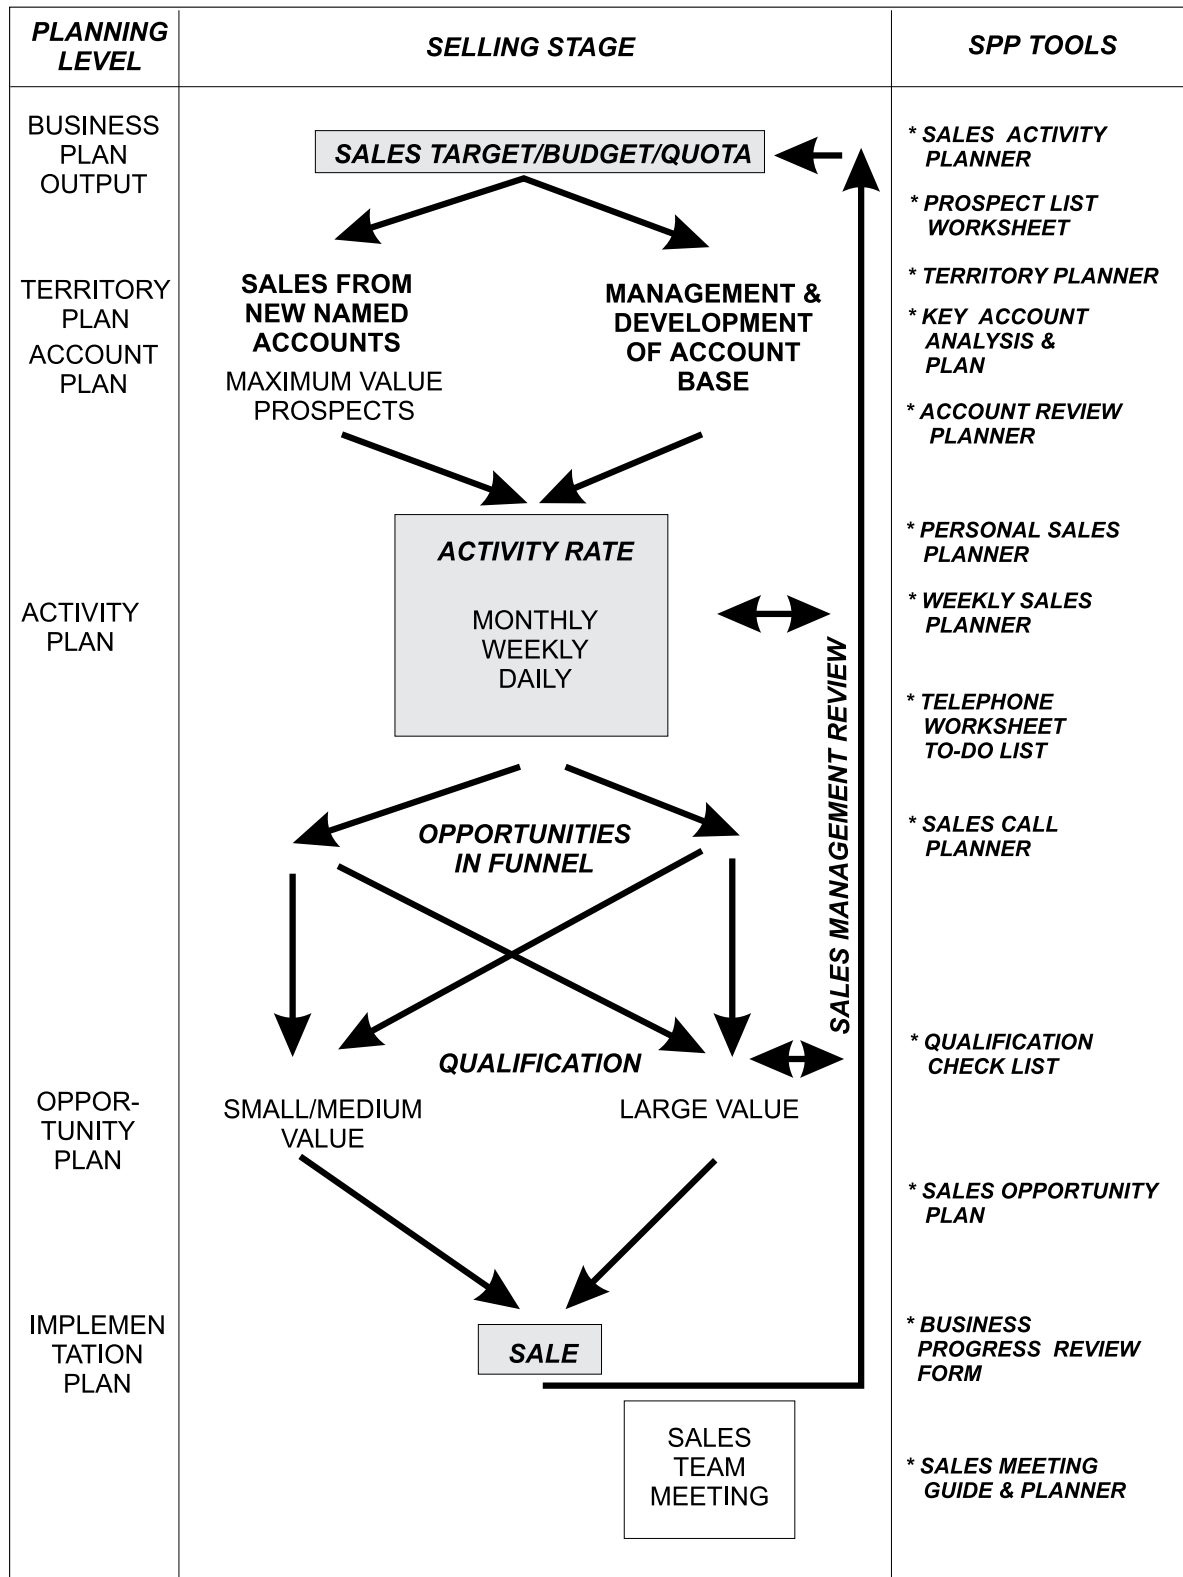 PLANNING
LEVEL
SELLING STAGE
SPP TOOLS
BUSINESS
PLAN
OUTPUT
TERRITORY
PLAN
ACCOUNT
PLAN
ACTIVITY
PLAN
OPPOR-
TUNITY
PLAN
IMPLEMEN
TATION
PLAN
SALES TARGET/BUDGET/QUOTA
SALES FROM
NEW NAMED
ACCOUNTS
MAXIMUM VALUE
PROSPECTS
MANAGEMENT &
DEVELOPMENT
OF ACCOUNT
BASE
ACTIVITY RATE
MONTHLY
WEEKLY
DAILY
OPPORTUNITIES
IN FUNNEL
QUALIFICATION
SMALL/MEDIUM
VALUE
LARGE VALUE
SALE
SALES
TEAM
MEETING
SALES MANAGEMENT REVIEW
* SALES ACTIVITY
PLANNER
* PROSPECT LIST
WORKSHEET
* TERRITORY PLANNER
* KEY ACCOUNT
ANALYSIS &
PLAN
* ACCOUNT REVIEW
PLANNER
* PERSONAL SALES
PLANNER
* WEEKLY SALES
PLANNER
* TELEPHONE
WORKSHEET
TO-DO LIST
* SALES CALL
PLANNER
* QUALIFICATION
CHECK LIST
* SALES OPPORTUNITY
PLAN
* BUSINESS
PROGRESS REVIEW
FORM
* SALES MEETING
GUIDE & PLANNER